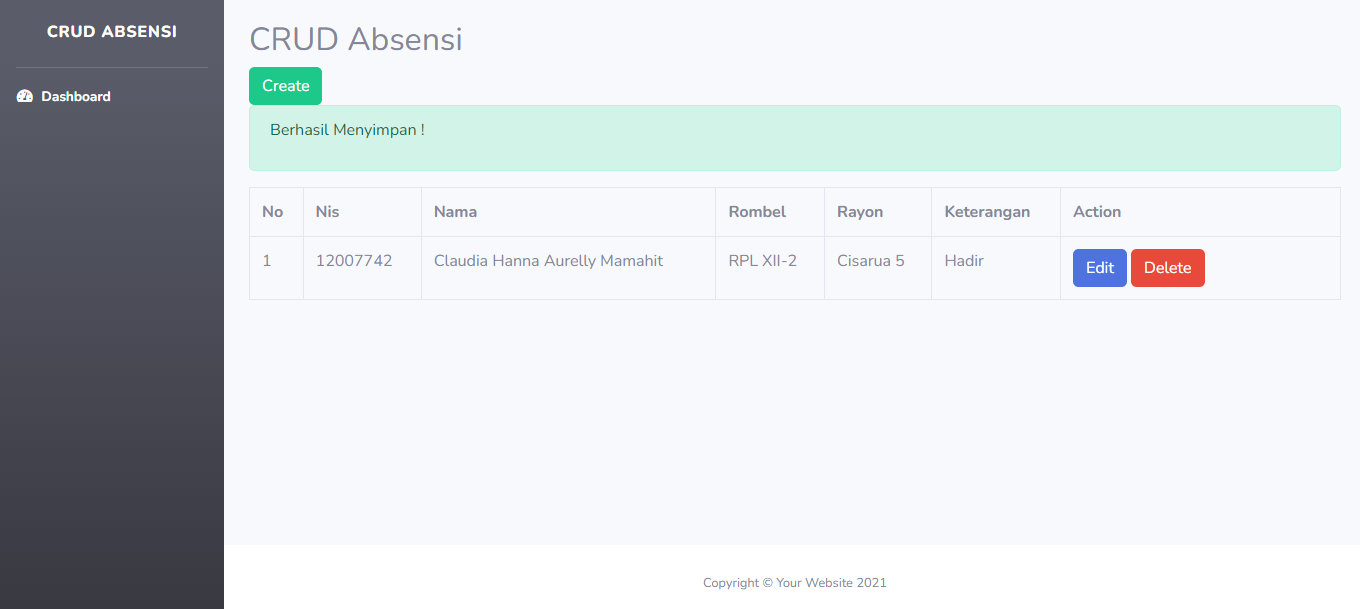 CRUD ABSENSI
Dashboard
CRUD Absensi
Create
Berhasil Menyimpan !
No Nis Nama Rombel Rayon Keterangan Action
1 12007742 Claudia Hanna Aurelly Mamahit RPL XII-2 Cisarua 5 Hadir Edit Delete
Copyright © Your Website 2021